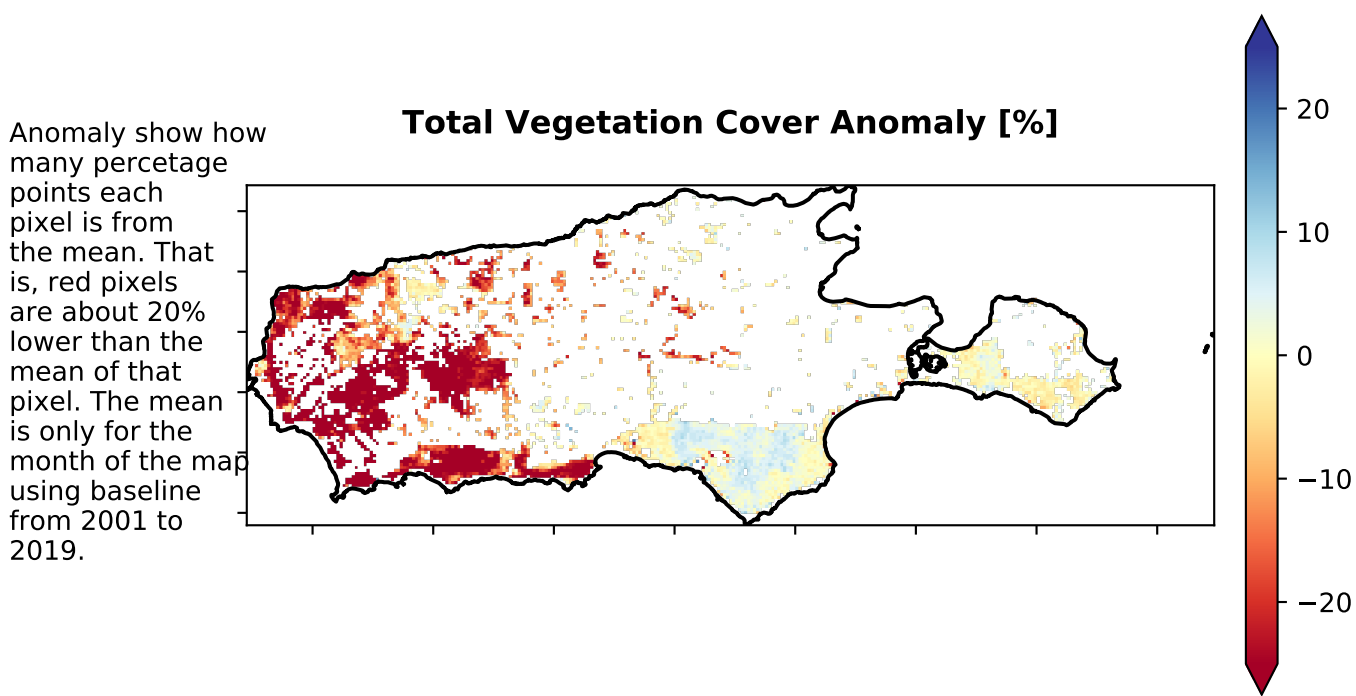 Total Vegetation Cover Anomaly [%]
Anomaly show how
many percetage
points each
pixel is from
the mean. That
is, red pixels
are about 20%
lower than the
mean of that
pixel. The mean
is only for the
month of the map
using baseline
from 2001 to
2019.
20
10
0
−10
−20